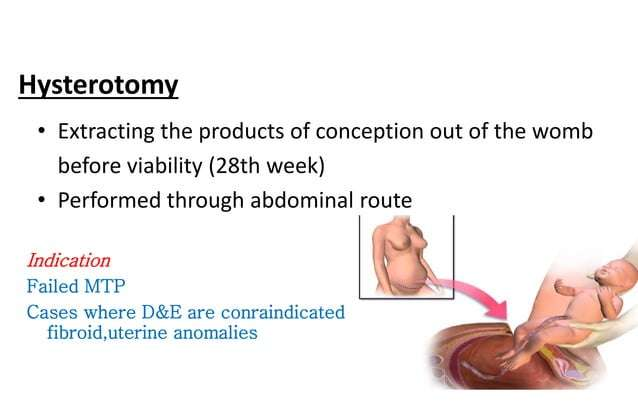 Hysterotomy
• Extracting the products of conception out of the womb
before viability (28th week)
• Performed through abdominal route
Indication
Failed MTP
Cases where D&E are conraindicated
fibroid,uterine anomalies